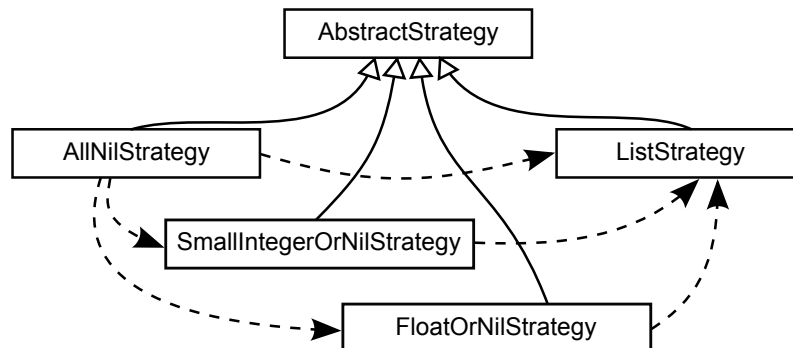 AbstractStrategy
AllNilStrategy
ListStrategy
SmallIntegerOrNilStrategy
FloatOrNilStrategy